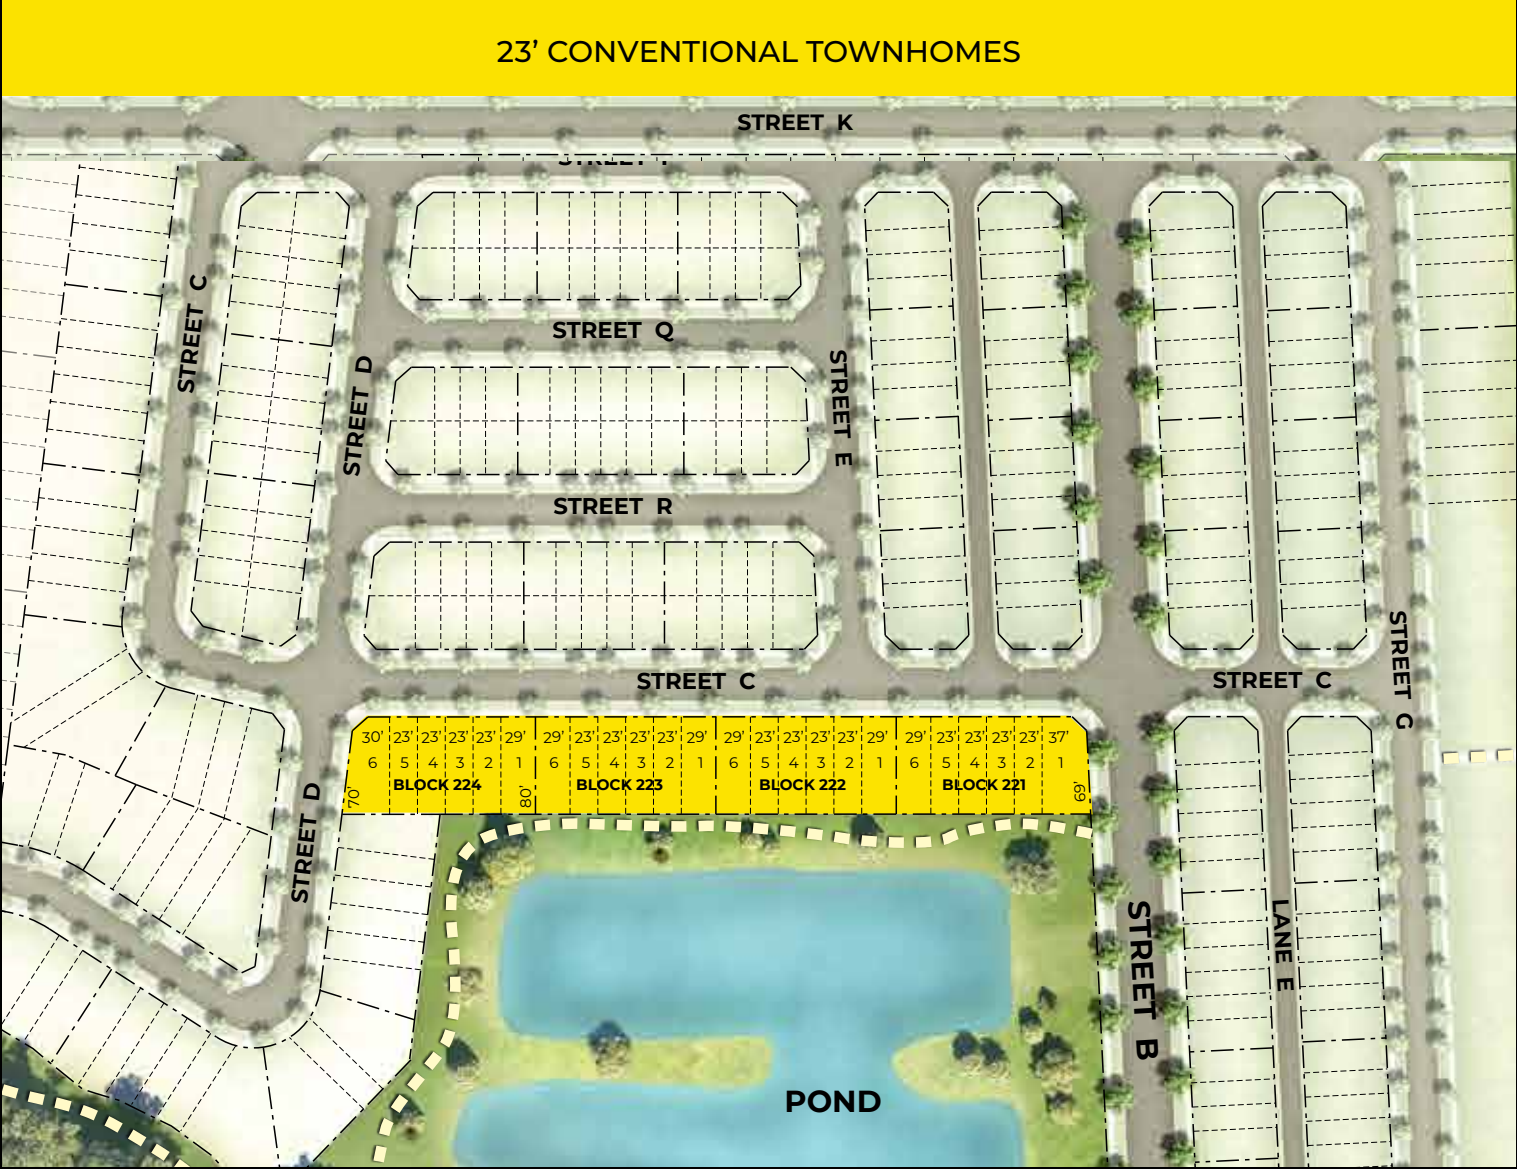 23’ CONVENTIONAL TOWNHOMES
STREET K
STREET C
STREET D
STREET Q
STREET E
STREET R
STREET C
STREET C
STREET G
30’ 23’ 23’ 23’ 23’ 29’ 29’ 23’ 23’ 23’ 23’ 29’ 29’ 23’ 23’ 23’ 23’ 29’ 29’ 23’ 23’ 23’ 23’ 37’
6 5 4 3 2 1 6 5 4 3 2 1 6 5 4 3 2 1 6 5 4 3 2 1
BLOCK 224 BLOCK 223 BLOCK 222 BLOCK 221
70’ 80’ 69’
STREET D
STREET B
LANE E
POND